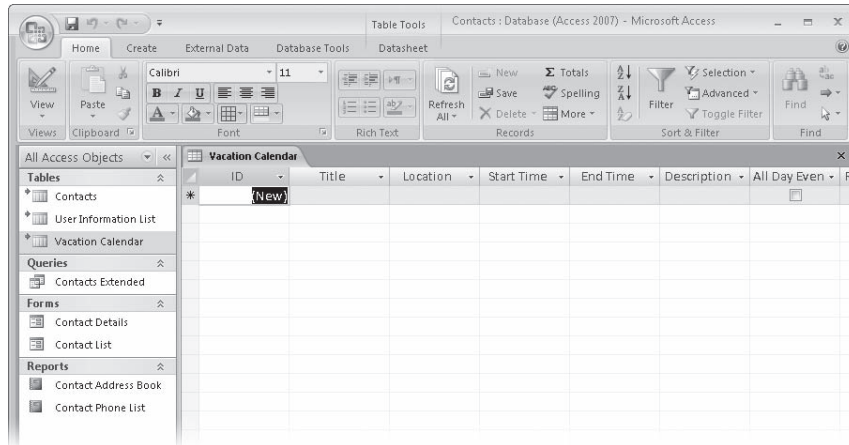 Table Tools
Contacts : Database (Access 2007) - Microsoft Access
Home Create External Data Database Tools Datasheet
View
Paste
Calibri 11
B I U
A
Refresh All
New
Save
Delete
Σ Totals
Spelling
More
Filter
Selection
Advanced
Toggle Filter
Find
Views Clipboard Font Rich Text Records Sort & Filter Find
All Access Objects
Vacation Calendar
Tables
Contacts
User Information List
Vacation Calendar
Queries
Contacts Extended
Forms
Contact Details
Contact List
Reports
Contact Address Book
Contact Phone List
ID Title Location Start Time End Time Description All Day Even
(New)